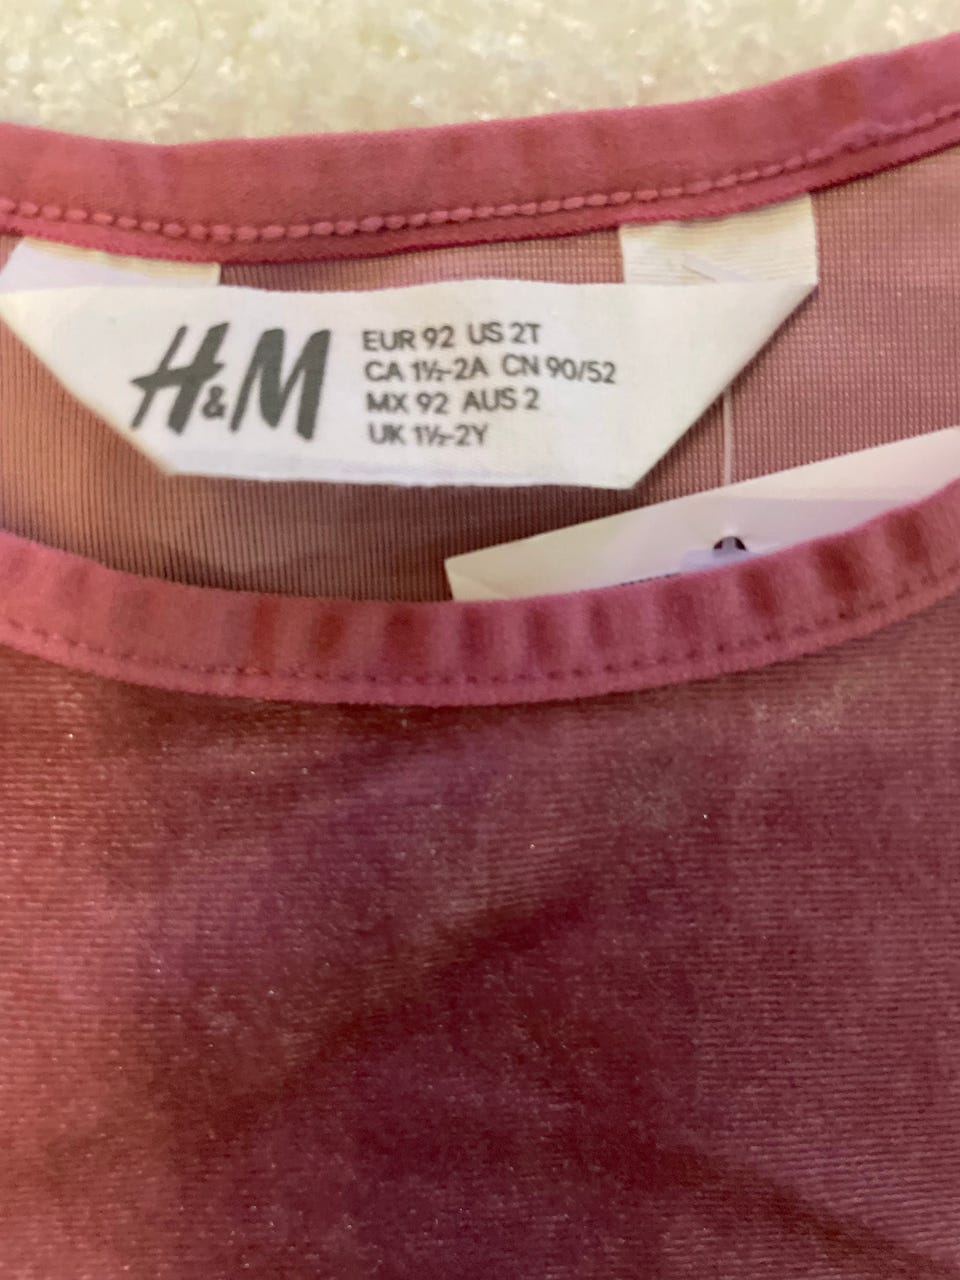 H&M
EUR 92 US 2T
CA 1½-2A CN 90/52
MX 92 AUS 2
UK 1½-2Y